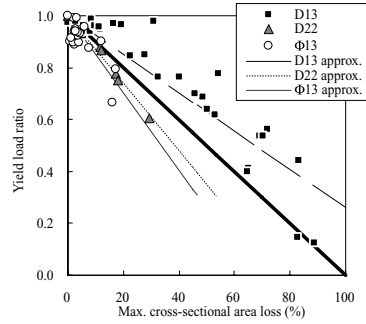 Yield load ratio
1.0
0.8
0.6
0.4
0.2
0.0
0
20
40
60
80
100
Max. cross-sectional area loss (%)
D13
D22
Φ13
D13 approx.
D22 approx.
Φ13 approx.